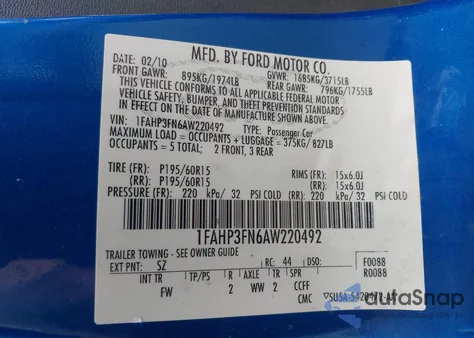 MFD. BY FORD MOTOR CO.
DATE: 02/10 GVWR: 1685KG/3715LB
FRONT GAWR: 895KG/1974LB REAR GAWR: 796KG/1755LB
THIS VEHICLE CONFORMS TO ALL APPLICABLE FEDERAL MOTOR
VEHICLE SAFETY, BUMPER, AND THEFT PREVENTION STANDARDS
IN EFFECT ON THE DATE OF MANUFACTURE SHOWN ABOVE.
VIN: 1FAHP3FN6AW220492 TYPE: Passenger Car
MAXIMUM LOAD = OCCUPANTS + LUGGAGE = 375KG/827LB
OCCUPANTS = 5 TOTAL; 2 FRONT, 3 REAR
TIRE (FR): P195/60R15 RIMS (FR): 15x6.0J
(RR): P195/60R15 (RR): 15x6.0J
PRESSURE (FR): 220 kPa/ 32 PSI COLD (RR): 220 kPa/ 32 PSI COLD
1FAHP3FN6AW220492
TRAILER TOWING - SEE OWNER GUIDE
EXT PNT: SZ RC: 44 DSO: F0088
INT TR TP/PS R AXLE TR SPR R0088
FW 2 WW 2 CCFF
CMC
autoSnap